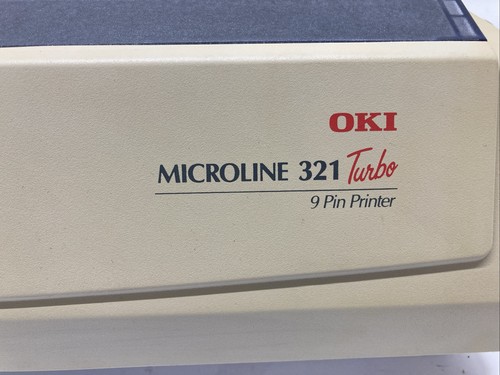 OKI
MICROLINE 321 Turbo
9 Pin Printer